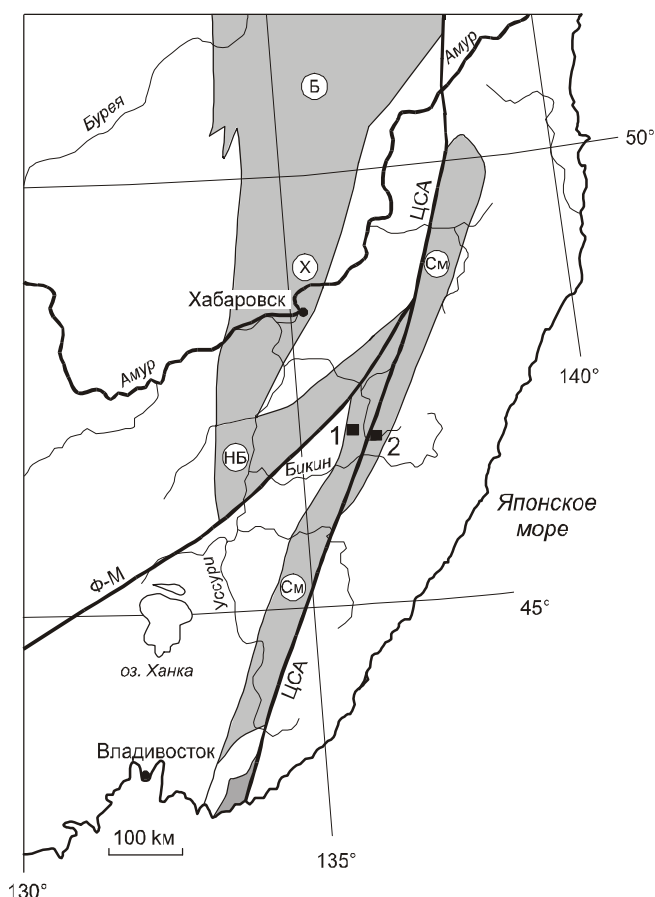 Амур
Б
Бурея
50°
ЦСА
См
Х
Хабаровск
140°
Амур
1
2
НБ
Бикин
Японское
море
Ф-М
Уссури
См
45°
оз. Ханка
ЦСА
Владивосток
100 km
135°
130°